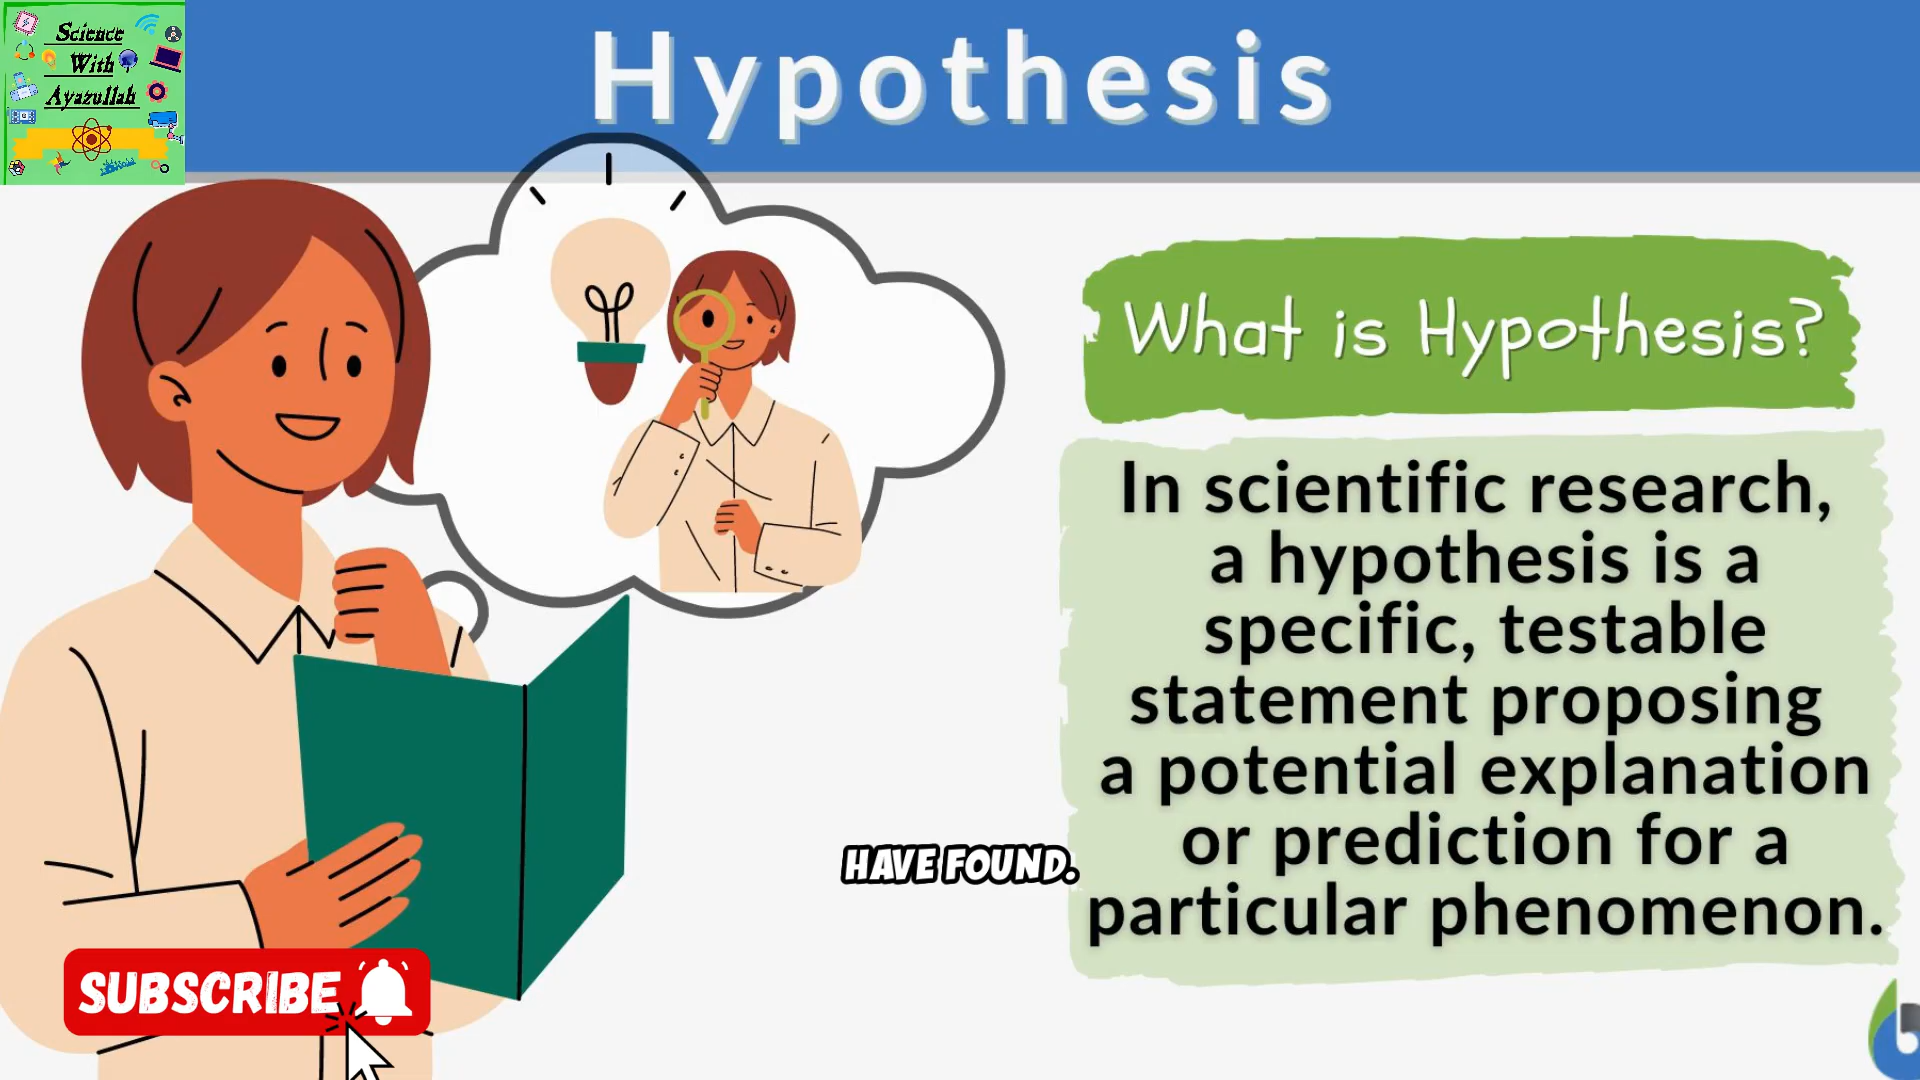 Science
With
Ayazullah
Hypothesis
What is Hypothesis?
In scientific research,
a hypothesis is a
specific, testable
statement proposing
a potential explanation
or prediction for a
particular phenomenon.
HAVE FOUND.
SUBSCRIBE